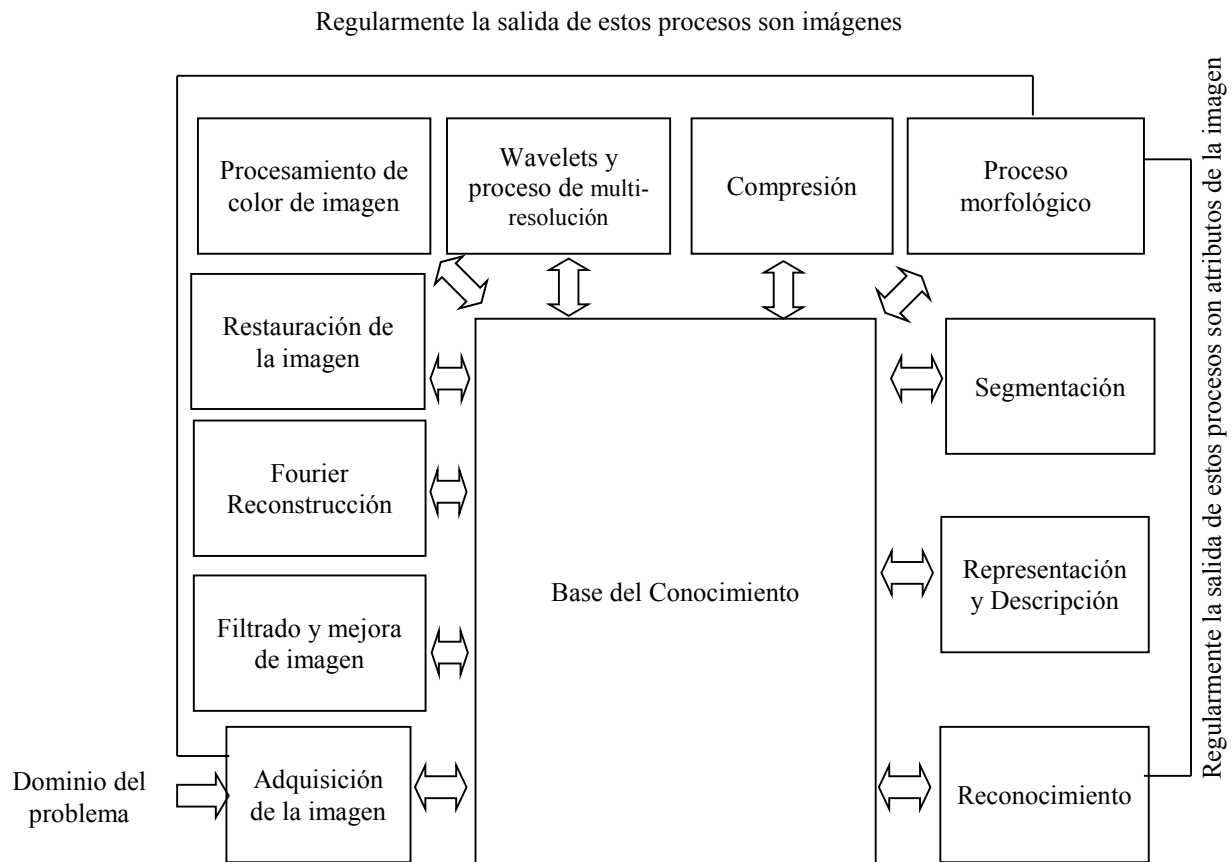 Regularmente la salida de estos procesos son imágenes
Procesamiento de
color de imagen
Wavelets y
proceso de multi-
resolución
Compresión
Proceso
morfológico
Regularmente la salida de estos procesos son atributos de la imagen
Restauración de
la imagen
Segmentación
Fourier
Reconstrucción
Base del Conocimiento
Representación
y Descripción
Filtrado y mejora
de imagen
Dominio del
problema
Adquisición
de la imagen
Reconocimiento